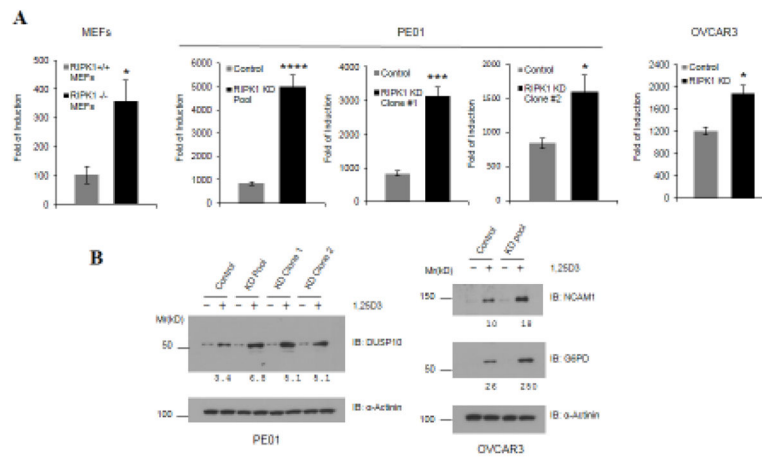 A
MEFs
PE01
OVCAR3
Fold of Induction
500
400
300
200
100
0
RIPK1+/+
MEFs
RIPK1 -/-
MEFs
*
Fold of Induction
6000
5000
4000
3000
2000
1000
0
Control
RIPK1 KD
Pool
****
Fold of Induction
4000
3000
2000
1000
0
Control
RIPK1 KD
Clone #1
***
Fold of Induction
2000
1500
1000
500
0
Control
RIPK1 KD
Clone #2
*
Fold of Induction
2400
2000
1600
1200
800
400
0
Control
RIPK1 KD
*
B
Control
KD Pool
KD Clone 1
KD Clone 2
- + - + - + - + 1,25D3
Mr(kD)
50
IB: DUSP10
3.4 6.8 5.1
100
IB: α-Actinin
PE01
Control
KD pool
- + - + 1,25D3
Mr(kD)
150
IB: NCAM1
10 18
50
IB: G6PD
26 280
100
IB: α-Actinin
OVCAR3